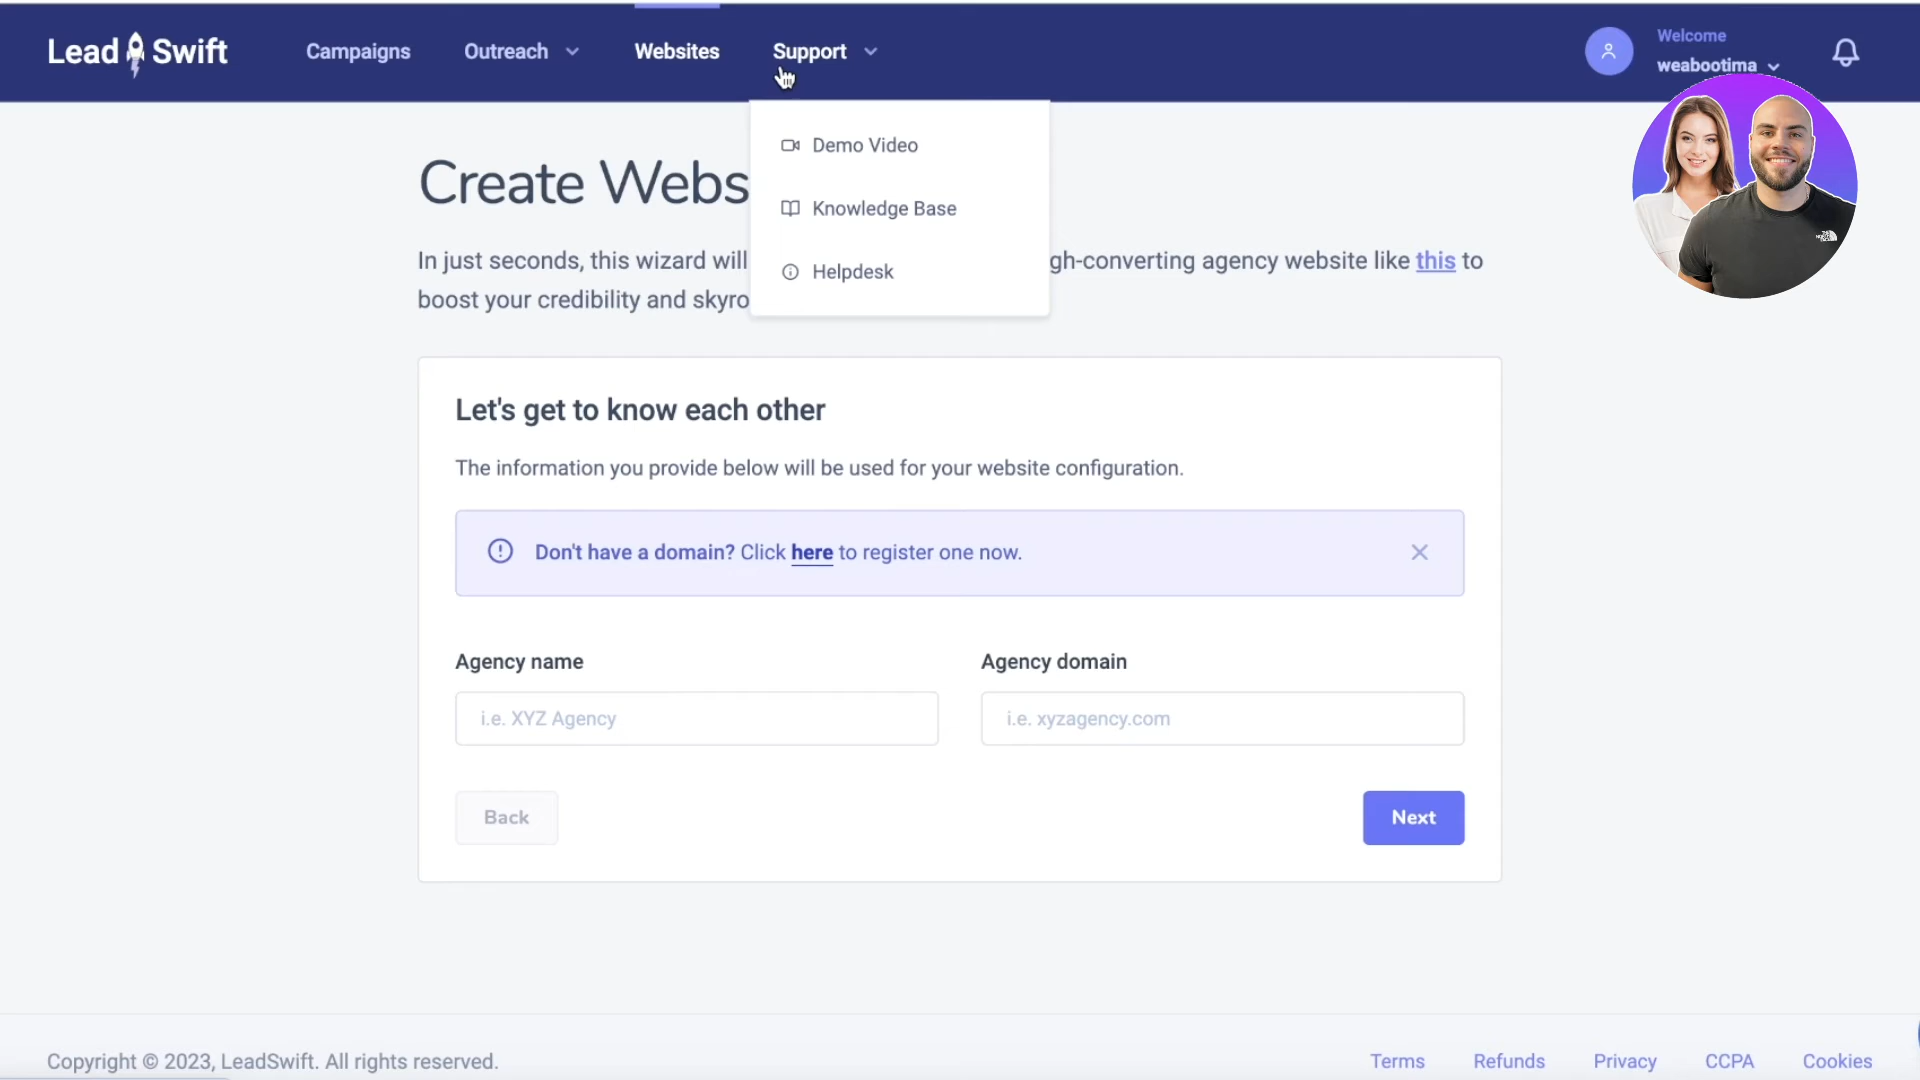 Lead Swift
Campaigns
Outreach
Websites
Support
Welcome
weabootima
Demo Video
Knowledge Base
Helpdesk
Create Webs
In just seconds, this wizard will gh-converting agency website like this to
boost your credibility and skyro
Let's get to know each other
The information you provide below will be used for your website configuration.
Don't have a domain? Click here to register one now.
Agency name
Agency domain
i.e. XYZ Agency
i.e. xyzagency.com
Back
Next
Copyright © 2023, LeadSwift. All rights reserved.
Terms
Refunds
Privacy
CCPA
Cookies